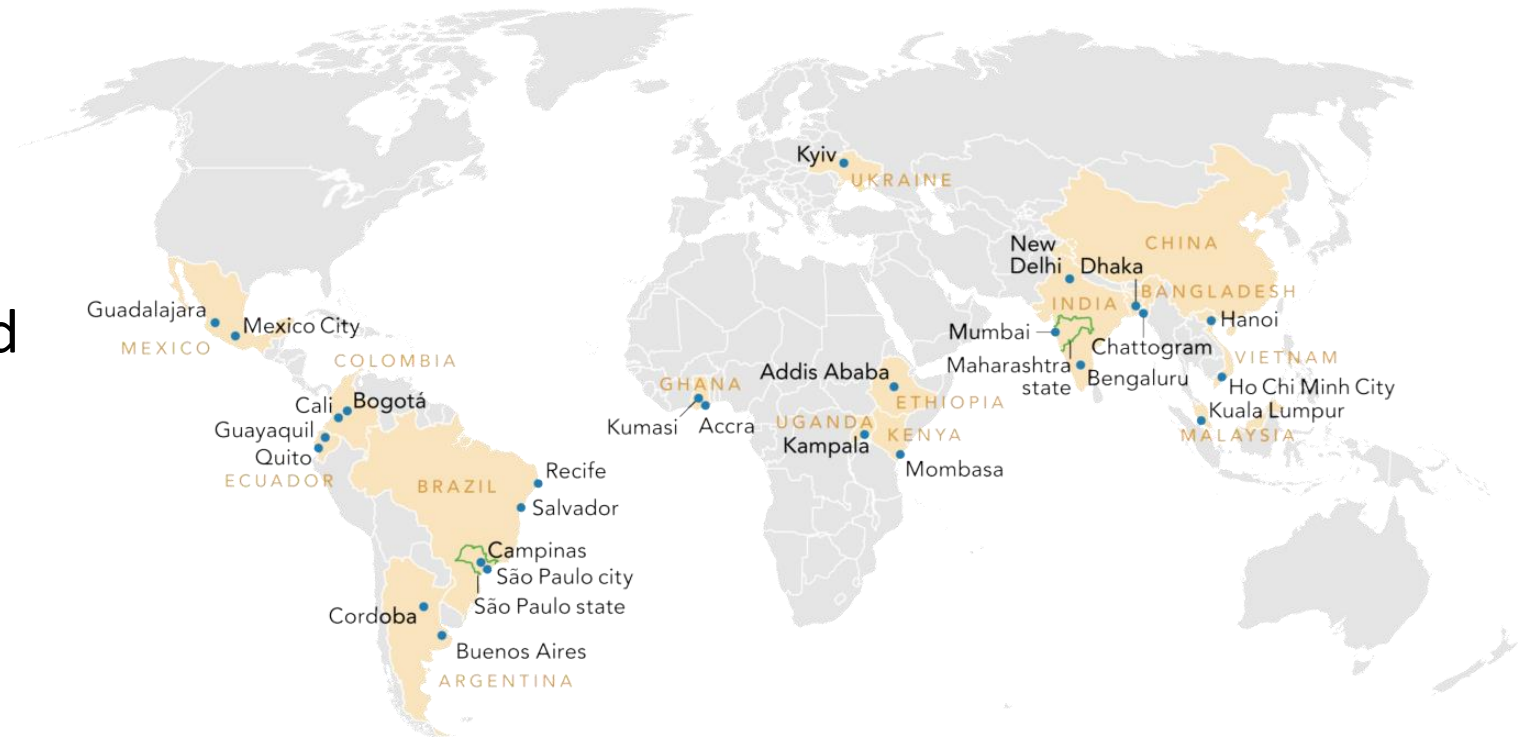 d
Kyiv
UKRAINE
CHINA
New
Delhi
Dhaka
BANGLADESH
INDIA
Guadalajara
Mexico City
MEXICO
Hanoi
Mumbai
Chattogram
Maharashtra
state
Bengaluru
VIETNAM
COLOMBIA
Addis Ababa
Ho Chi Minh City
GHANA
ETHIOPIA
Cali
Bogotá
Kuala Lumpur
Kumasi
Accra
UGANDA
KENYA
MALAYSIA
Guayaquil
Kampala
Quito
Mombasa
Recife
ECUADOR
BRAZIL
Salvador
Campinas
São Paulo city
São Paulo state
Cordoba
Buenos Aires
ARGENTINA